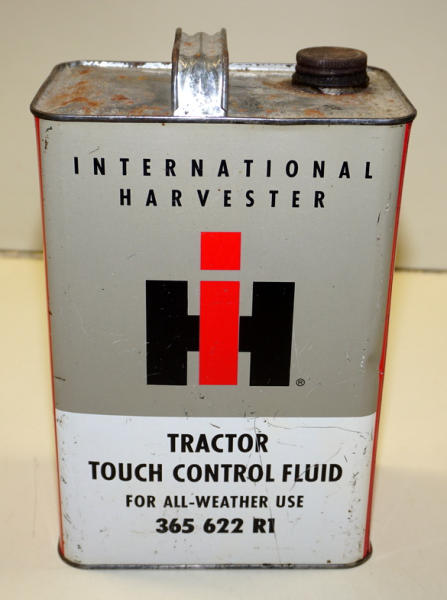 INTERNATIONAL
HARVESTER
IH
®
TRACTOR
TOUCH CONTROL FLUID
FOR ALL-WEATHER USE
365 622 R1